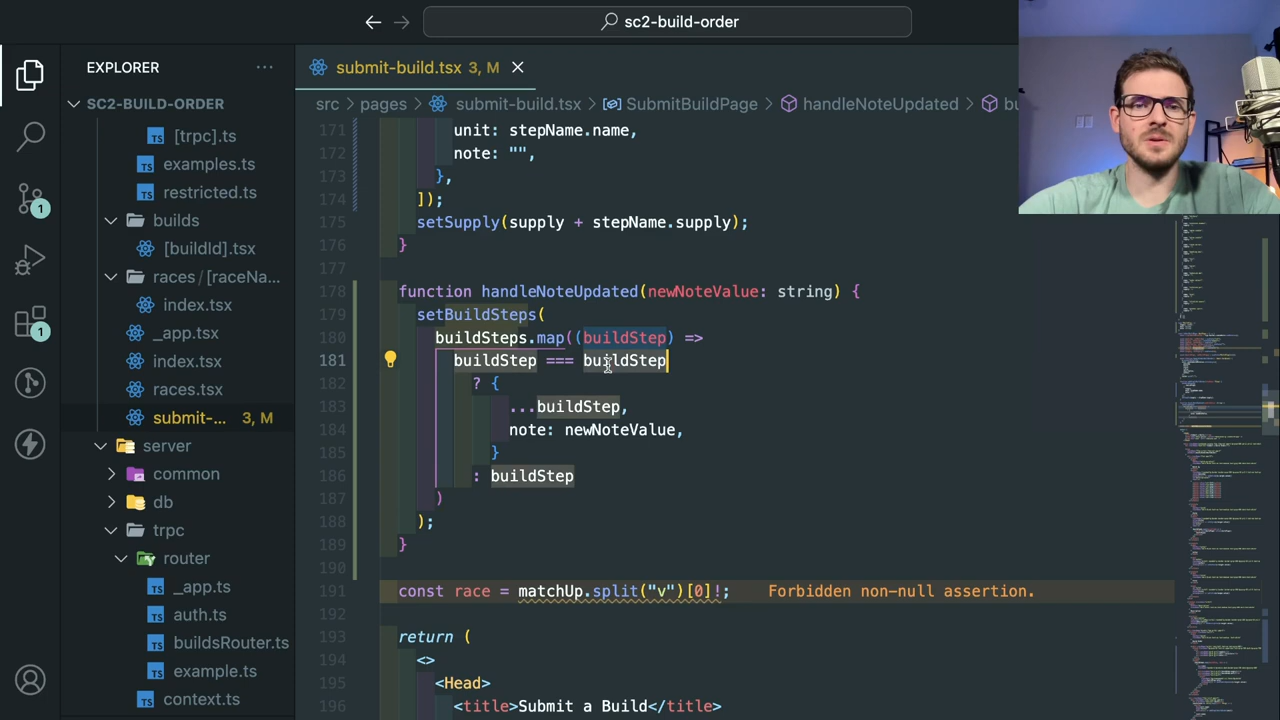 sc2-build-order
EXPLORER
SC2-BUILD-ORDER
[trpc].ts
examples.ts
restricted.ts
builds
[buildId].tsx
races/[raceNa...
index.tsx
_app.tsx
index.tsx
races.tsx
submit-... 3, M
server
common
db
trpc
router
_app.ts
auth.ts
buildsRouter.ts
example.ts
context.ts
1
1
submit-build.tsx 3, M
src > pages > submit-build.tsx > SubmitBuildPage > handleNoteUpdated > bu
171 unit: stepName.name,
172 note: "",
173 },
174 ]);
175 setSupply(supply + stepName.supply);
176 }
177
178 function handleNoteUpdated(newNoteValue: string) {
179 setBuildSteps(
180 buildSteps.map((buildStep) =>
181 buildStep === buildStep
182 ? {
183 ...buildStep,
184 note: newNoteValue,
185
186 : buildStep
187 )
188 );
189 }
190
191 const race = matchUp.split("v")[0]!; Forbidden non-null assertion.
192
193 return (
194 <>
195 <Head>
196 <title>Submit a Build</title>